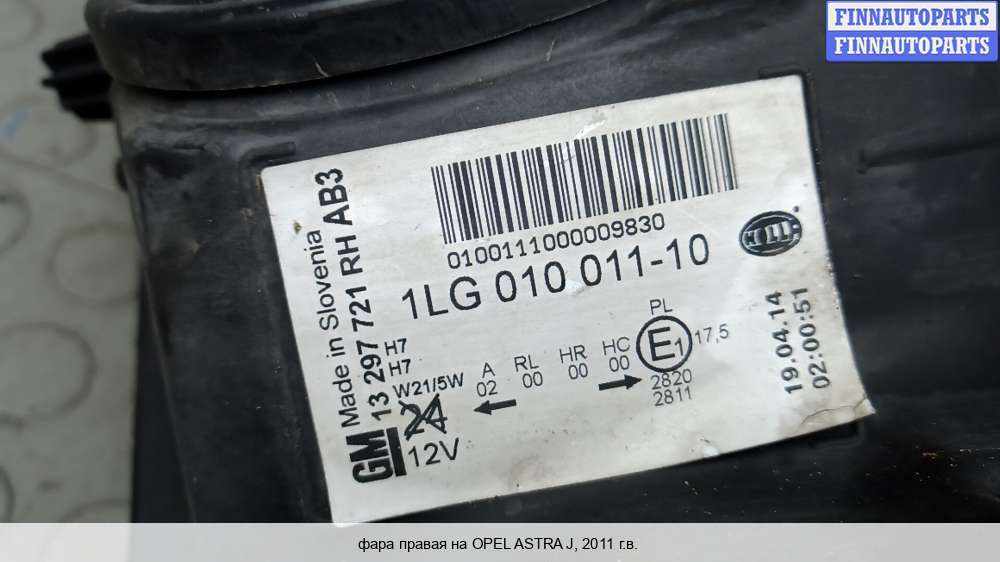 FINNAUTOPARTS
FINNAUTOPARTS
0100111000009830
1LG 010 011-10
HELLA
GM
Made in Slovenia
13 297 721 RH AB3
H7
H7
W21/5W
24
12V
A
02
RL
00
HR
00
HC
00
PL
E1
17,5
2820
2811
19.04.14
02:00:51
фара правая на OPEL ASTRA J, 2011 г.в.